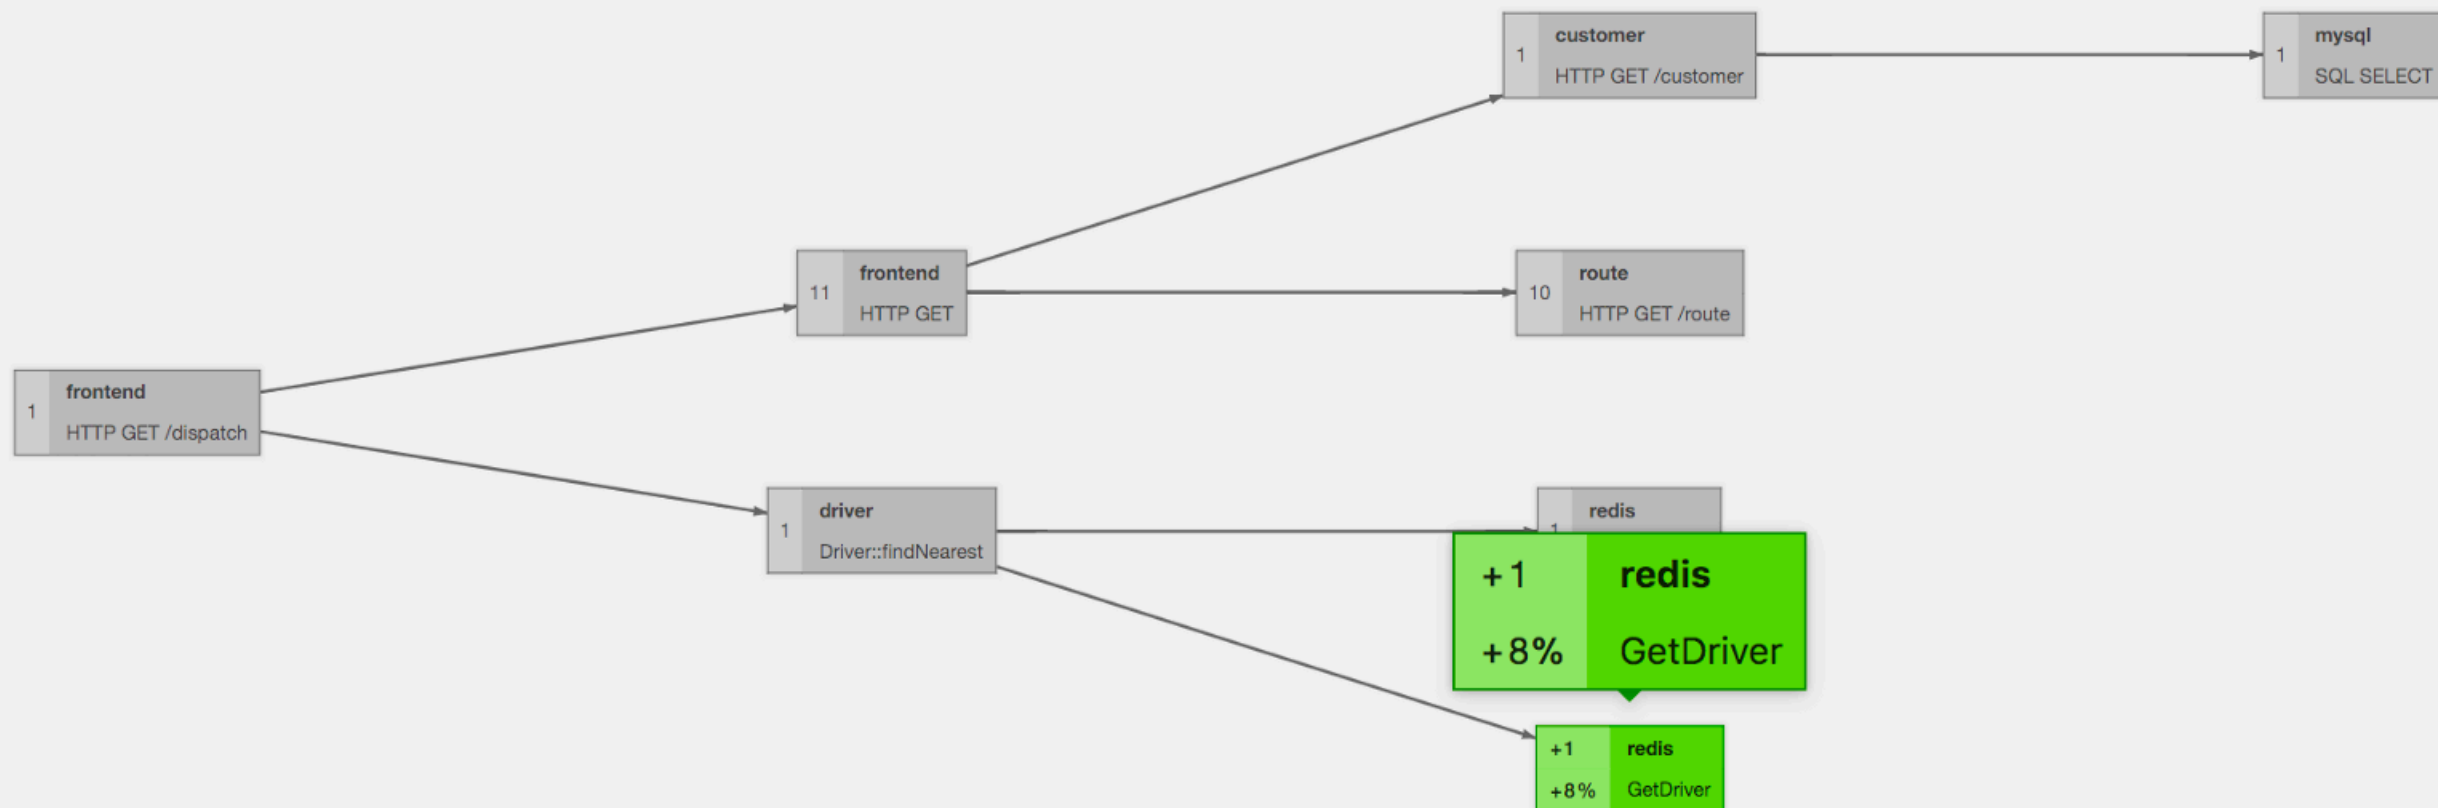 1
customer
HTTP GET /customer
1
mysql
SQL SELECT
11
frontend
HTTP GET
10
route
HTTP GET /route
1
frontend
HTTP GET /dispatch
1
driver
Driver::findNearest
1
redis
+1 redis
+8% GetDriver
+1 redis
+8% GetDriver